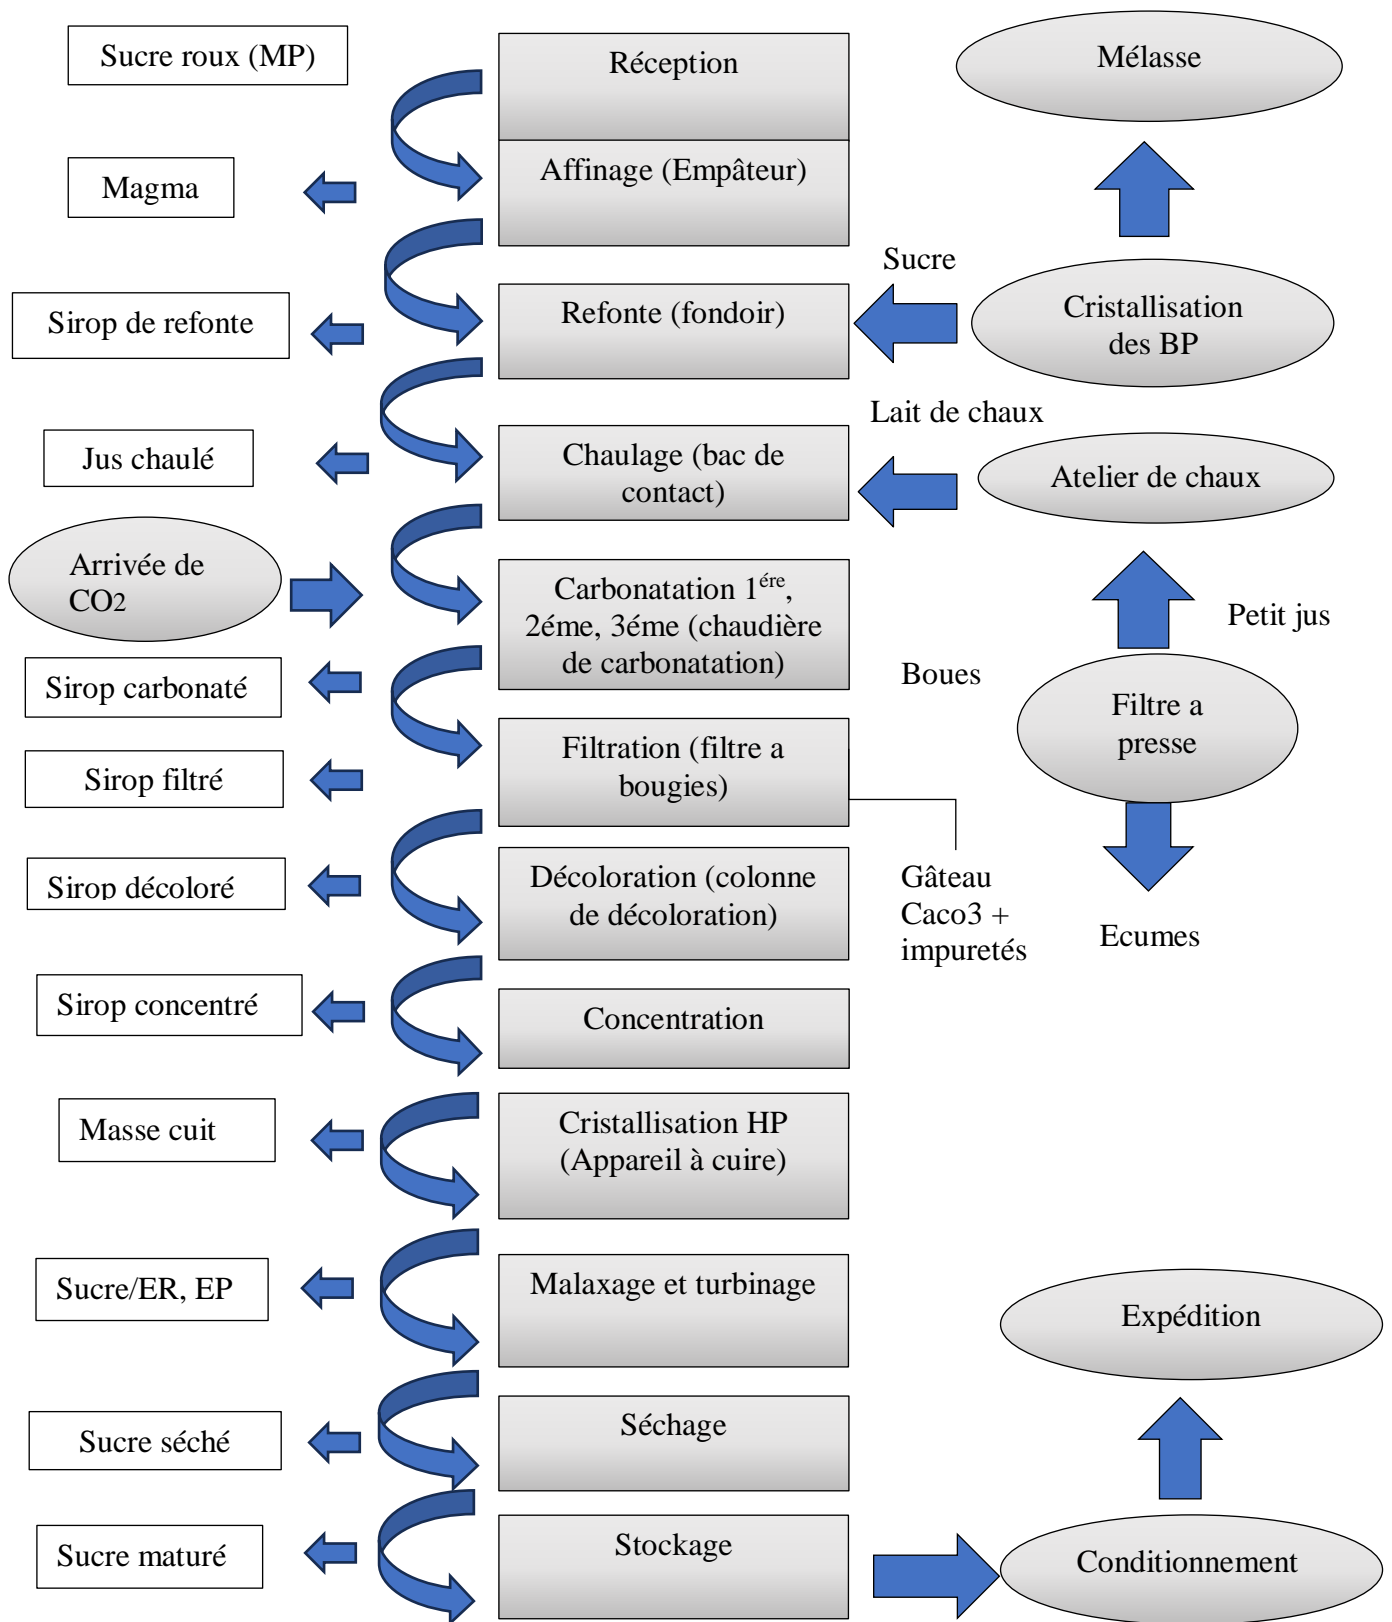 Sucre roux (MP)
Réception
Mélasse
Magma
Affinage (Empâteur)
Sucre
Sirop de refonte
Refonte (fondoir)
Cristallisation
des BP
Lait de chaux
Jus chaulé
Chaulage (bac de
contact)
Atelier de chaux
Arrivée de
CO2
Carbonatation 1ére,
2éme, 3éme (chaudière
de carbonatation)
Petit jus
Sirop carbonaté
Boues
Filtre a
presse
Sirop filtré
Filtration (filtre a
bougies)
Sirop décoloré
Décoloration (colonne
de décoloration)
Gâteau
Caco3 +
impuretés
Ecumes
Sirop concentré
Concentration
Masse cuit
Cristallisation HP
(Appareil à cuire)
Sucre/ER, EP
Malaxage et turbinage
Expédition
Sucre séché
Séchage
Sucre maturé
Stockage
Conditionnement